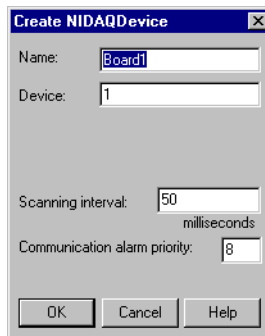 Create NIDAQDevice
Name: Board1
Device: 1
Scanning interval: 50
milliseconds
Communication alarm priority: 8
OK Cancel Help